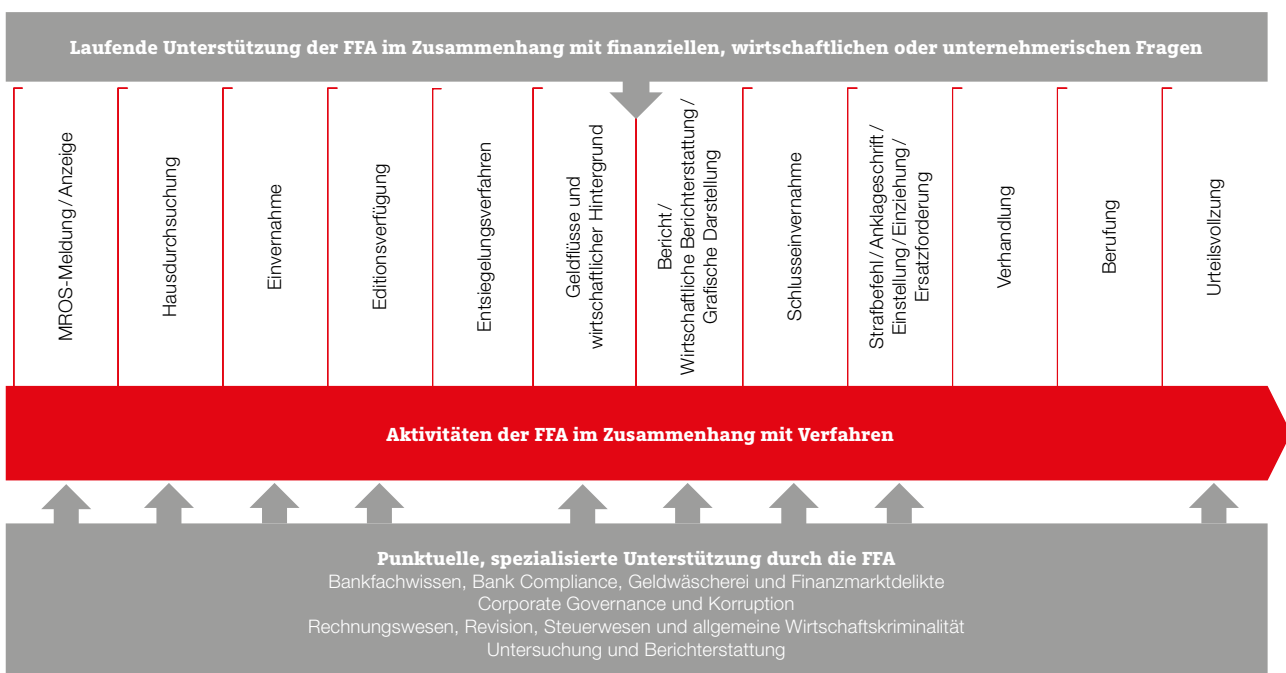 Laufende Unterstützung der FFA im Zusammenhang mit finanziellen, wirtschaftlichen oder unternehmerischen Fragen
MROS-Meldung / Anzeige
Hausdurchsuchung
Einvernahme
Editionsverfügung
Entsiegelungsverfahren
Geldflüsse und
wirtschaftlicher Hintergrund
Bericht /
Wirtschaftliche Berichterstattung /
Grafische Darstellung
Schlusseinvernahme
Strafbefehl / Anklageschrift /
Einstellung / Einziehung /
Ersatzforderung
Verhandlung
Berufung
Urteilsvollzung
Aktivitäten der FFA im Zusammenhang mit Verfahren
Punktuelle, spezialisierte Unterstützung durch die FFA
Bankfachwissen, Bank Compliance, Geldwäscherei und Finanzmarktdelikte
Corporate Governance und Korruption
Rechnungswesen, Revision, Steuerwesen und allgemeine Wirtschaftskriminalität
Untersuchung und Berichterstattung